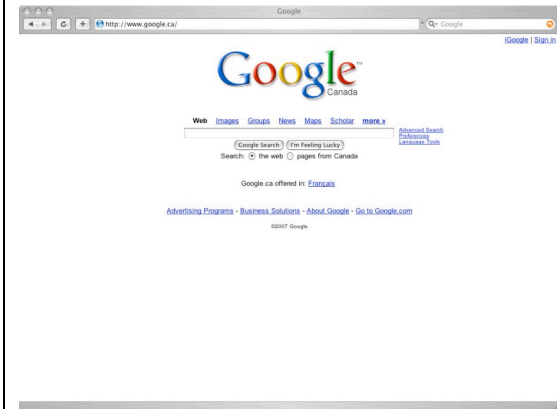 Google
http://www.google.ca/
Google
iGoogle | Sign in
Google™
Canada
Web Images Groups News Maps Scholar more »
Advanced Search
Preferences
Language Tools
Google Search I'm Feeling Lucky
Search: the web pages from Canada
Google.ca offered in: Français
Advertising Programs - Business Solutions - About Google - Go to Google.com
©2007 Google